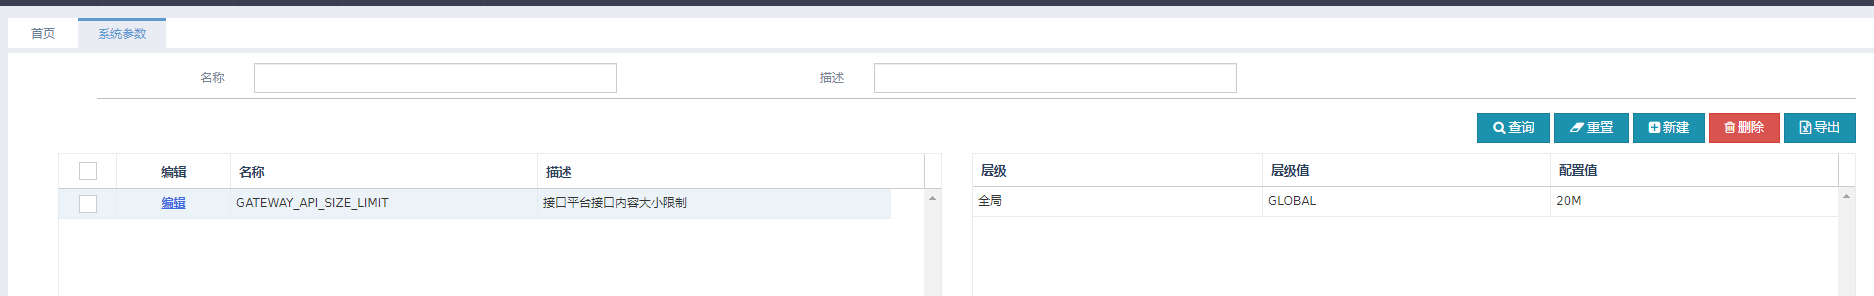 首页 系统参数
名称 描述
查询 重置 新建 删除 导出
编辑 名称 描述
编辑 GATEWAY_API_SIZE_LIMIT 接口平台接口内容大小限制
层级 层级值 配置值
全局 GLOBAL 20M